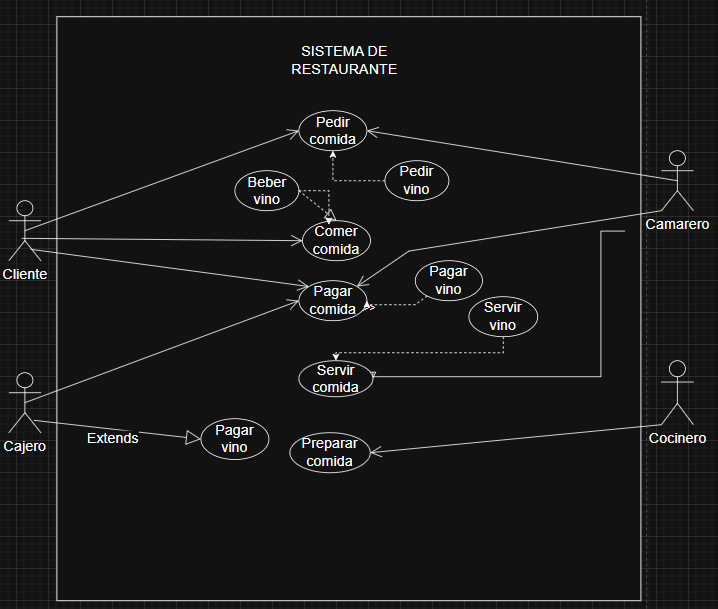 SISTEMA DE
RESTAURANTE
Pedir
comida
Beber
vino
Pedir
vino
Camarero
Comer
comida
Cliente
Pagar
vino
Pagar
comida
Servir
vino
Servir
comida
Extends
Pagar
vino
Cajero
Preparar
comida
Cocinero